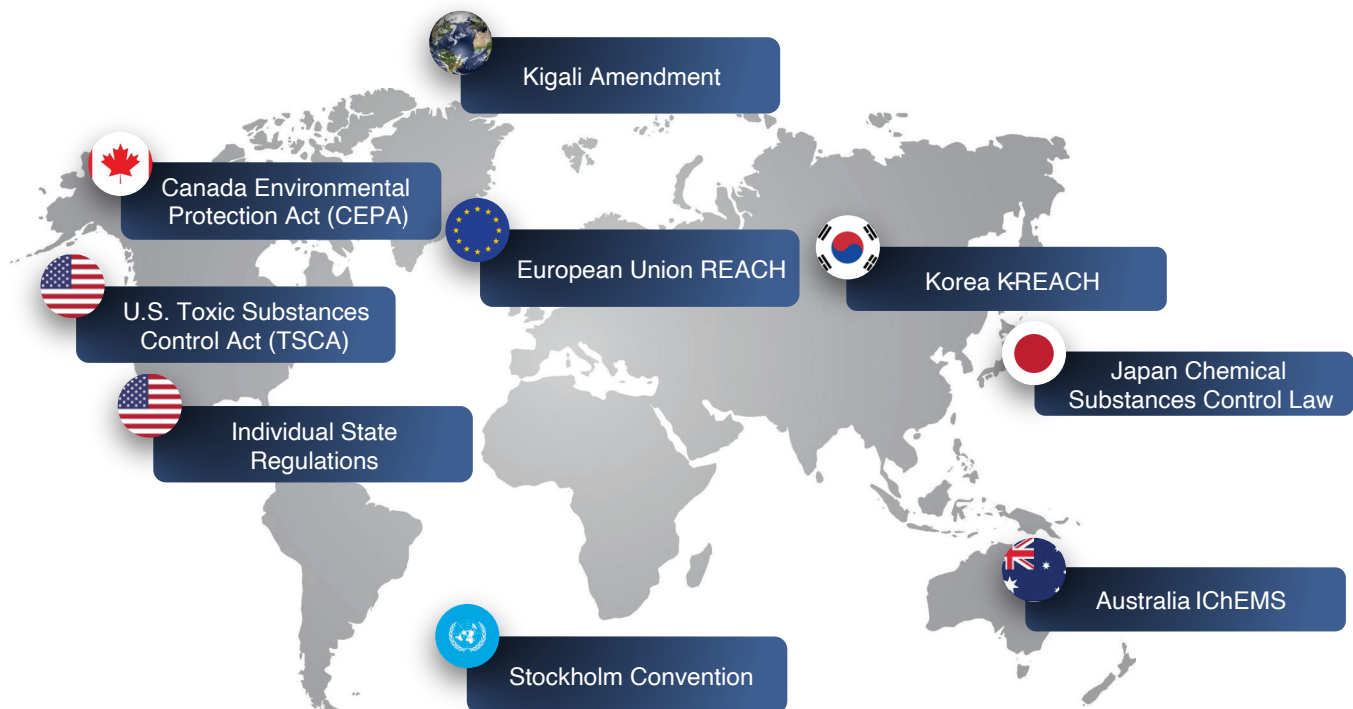 Kigali Amendment
Canada Environmental
Protection Act (CEPA)
European Union REACH
Korea K-REACH
U.S. Toxic Substances
Control Act (TSCA)
Japan Chemical
Substances Control Law
Individual State
Regulations
Australia IChEMS
Stockholm Convention